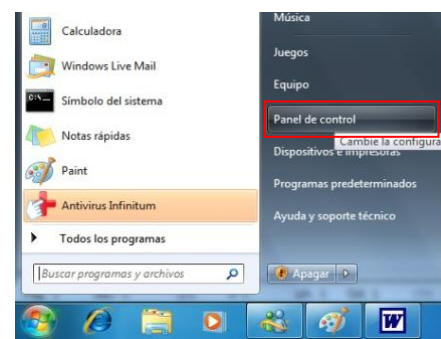 Calculadora
Windows Live Mail
Símbolo del sistema
Notas rápidas
Paint
Antivirus Infinitum
Todos los programas
Buscar programas y archivos
Música
Juegos
Equipo
Panel de control
Cambie la configura
Dispositivos e impresoras
Programas predeterminados
Ayuda y soporte técnico
Apagar